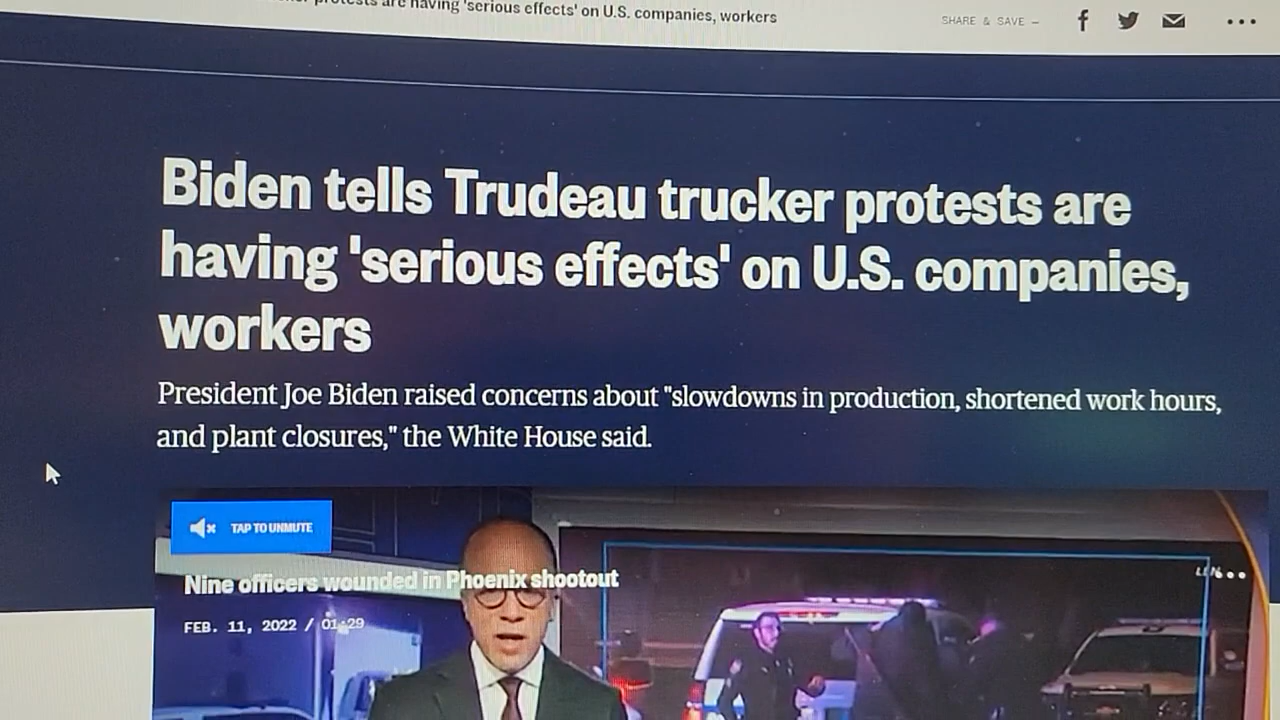 protests are having 'serious effects' on U.S. companies, workers
SHARE & SAVE —
Biden tells Trudeau trucker protests are
having 'serious effects' on U.S. companies,
workers
President Joe Biden raised concerns about "slowdowns in production, shortened work hours,
and plant closures," the White House said.
TAP TO UNMUTE
Nine officers wounded in Phoenix shootout
FEB. 11, 2022 / 01:29